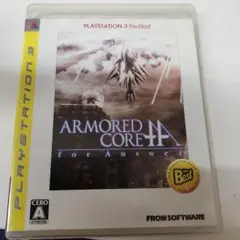 PLAYSTATION 3 the Best
PLAYSTATION 3
ARMORED
CORE
for Answer
Best
CERO
A
FROM SOFTWARE